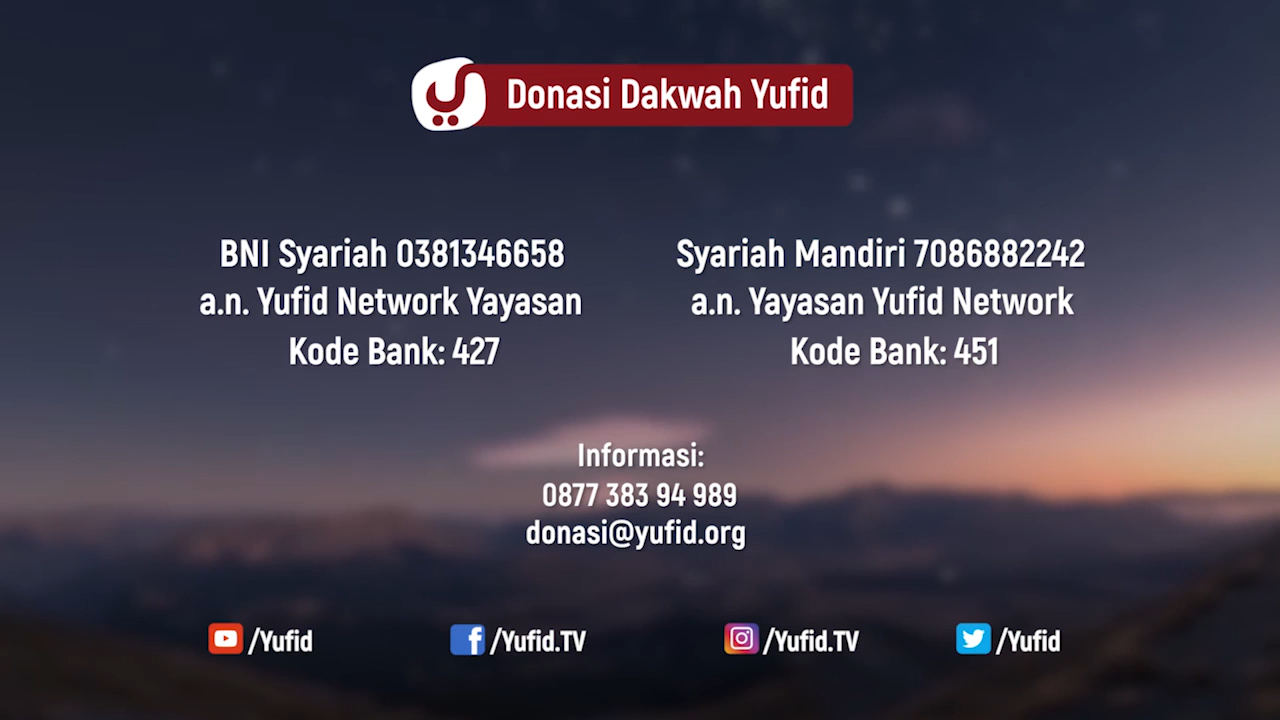 Donasi Dakwah Yufid
BNI Syariah 0381346658
a.n. Yufid Network Yayasan
Kode Bank: 427
Syariah Mandiri 7086882242
a.n. Yayasan Yufid Network
Kode Bank: 451
Informasi:
0877 383 94 989
donasi@yufid.org
/Yufid
/Yufid.TV
/Yufid.TV
/Yufid